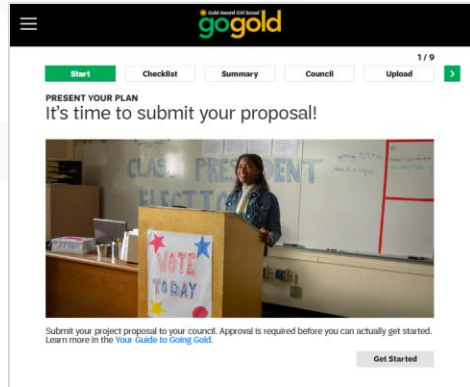 Gold Award Girl Scout
gogold
1 / 9
Start
Checklist
Summary
Council
Upload
>
PRESENT YOUR PLAN
It's time to submit your proposal!
CLASS PRESIDENT
ELECTION
VOTE
TODAY
Submit your project proposal to your council. Approval is required before you can actually get started.
Learn more in the Your Guide to Going Gold.
Get Started